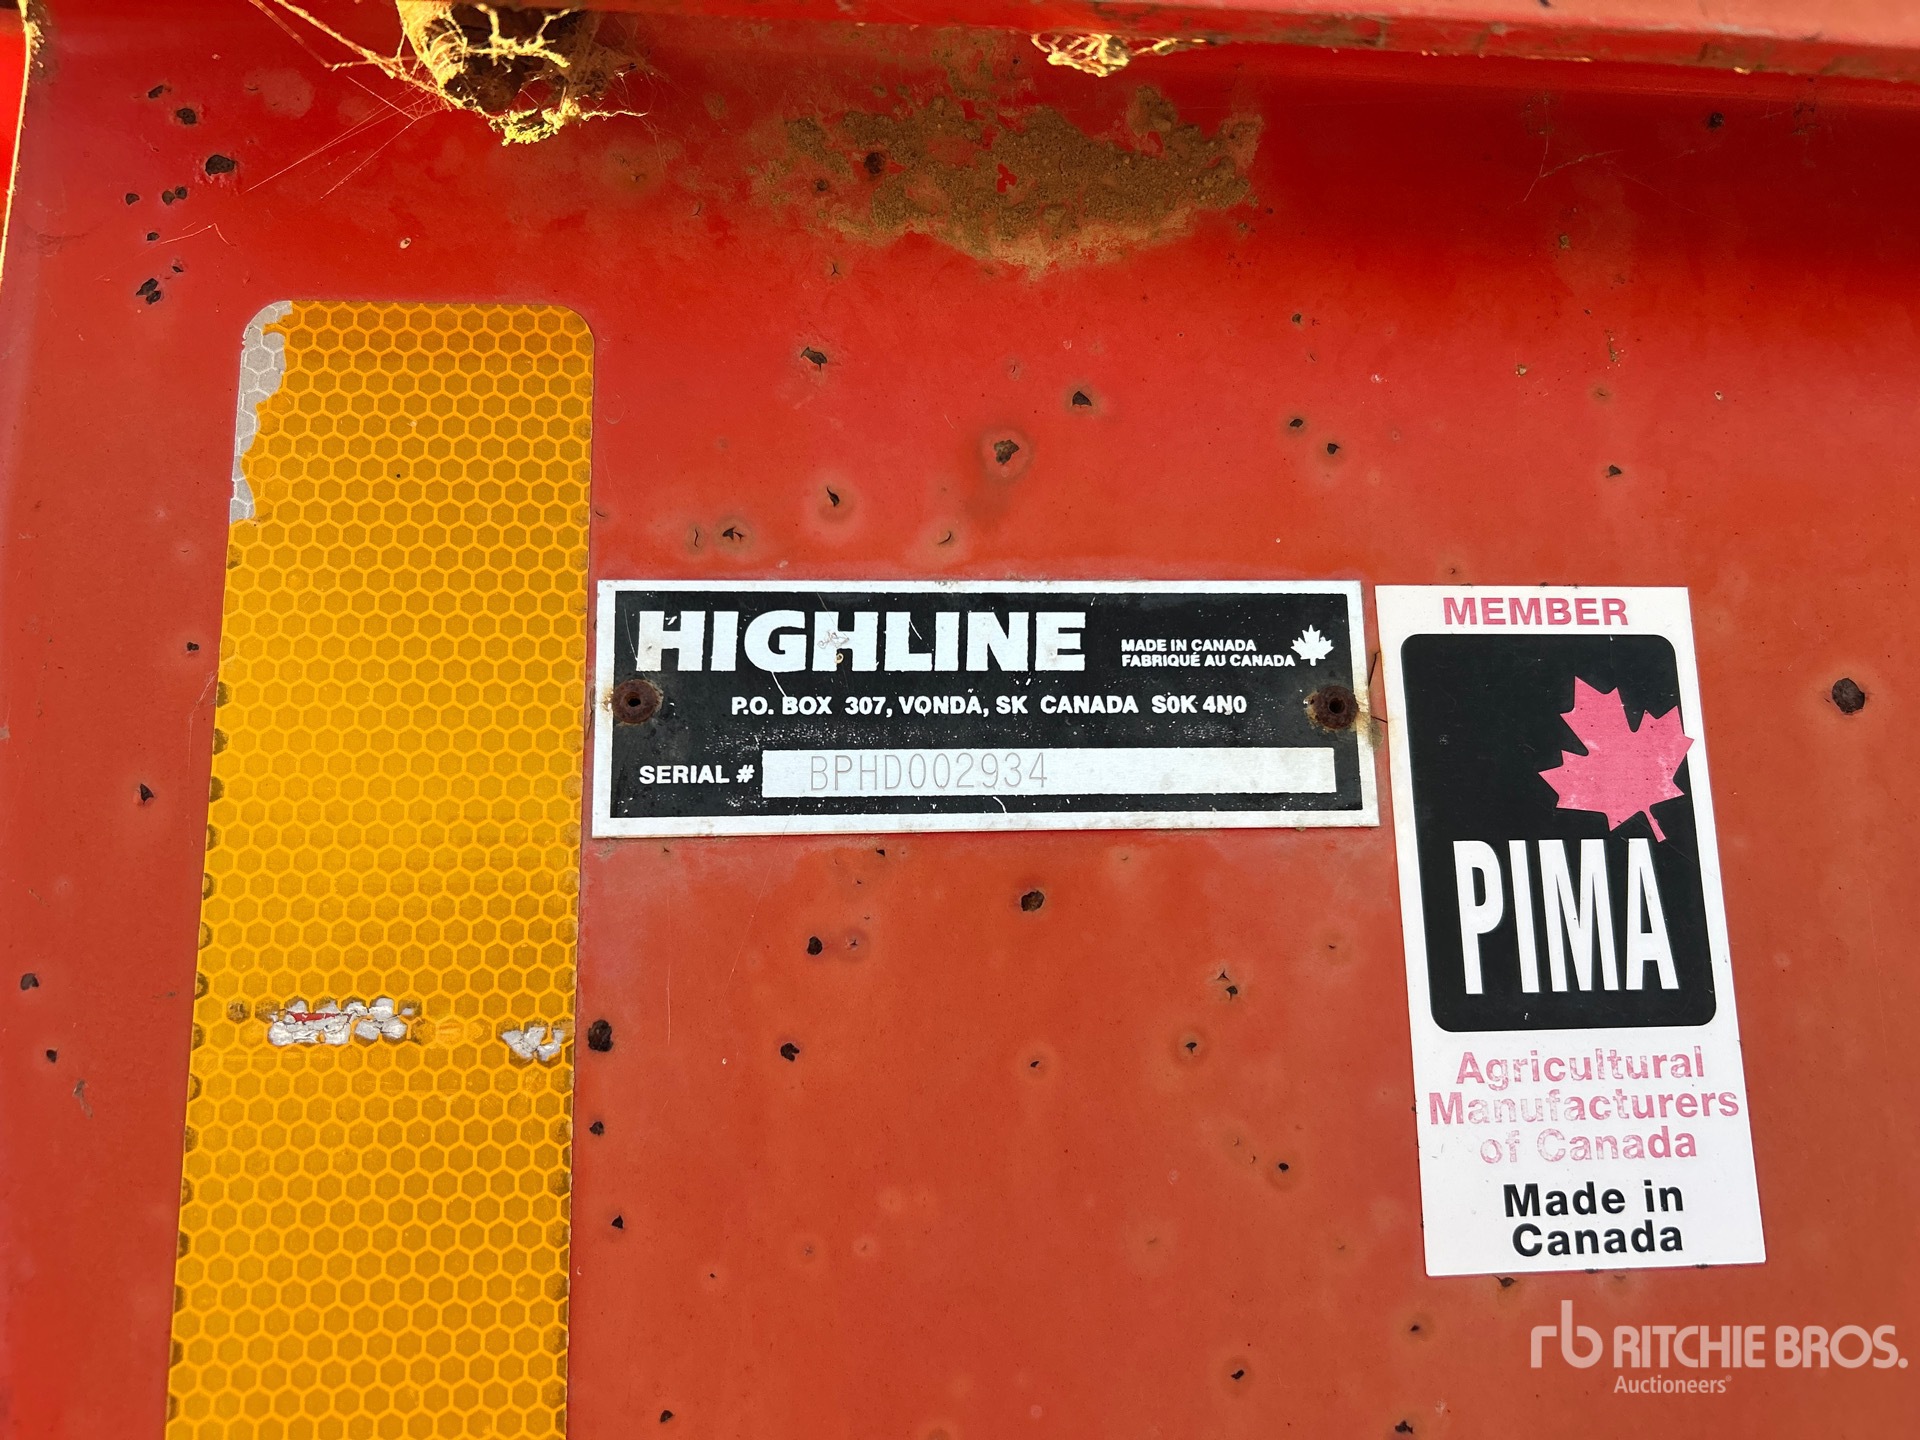 HIGHLINE
MADE IN CANADA
FABRIQUÉ AU CANADA
P.O. BOX 307, VONDA, SK CANADA S0K 4N0
SERIAL # BPHD002934
MEMBER
PIMA
Agricultural
Manufacturers
of Canada
Made in
Canada
rb RITCHIE BROS.
Auctioneers